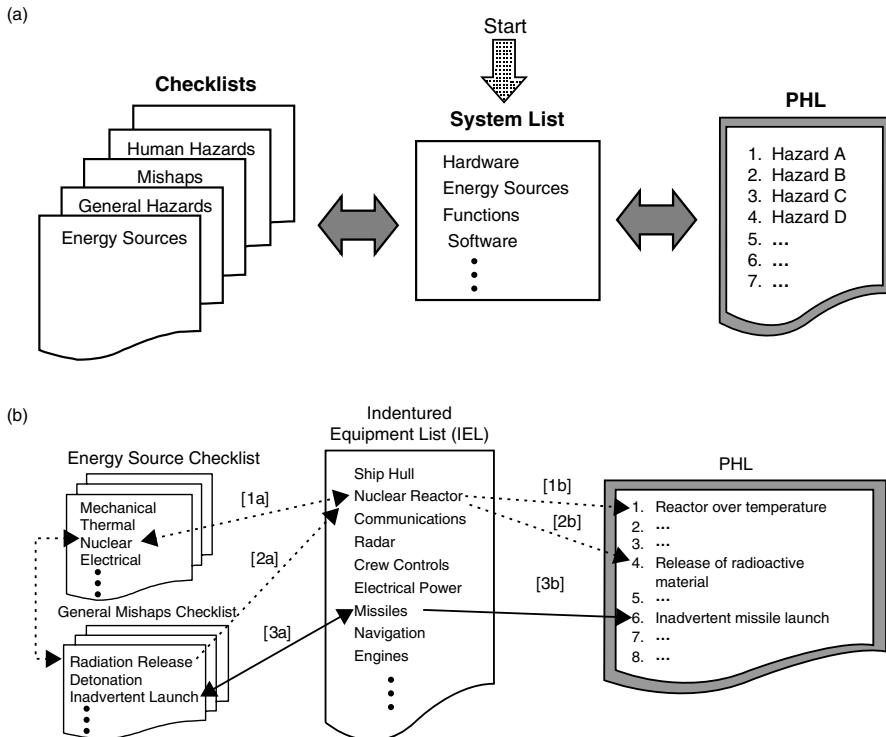 (a)
Start
Checklists
System List
PHL
Human Hazards
Mishaps
General Hazards
Energy Sources
Hardware
Energy Sources
Functions
Software
1. Hazard A
2. Hazard B
3. Hazard C
4. Hazard D
5. ...
6. ...
7. ...
(b)
Indentured
Equipment List (IEL)
Energy Source Checklist
PHL
Mechanical
Thermal
Nuclear
Electrical
[1a]
[2a]
General Mishaps Checklist
[3a]
Radiation Release
Detonation
Inadvertent Launch
Ship Hull
Nuclear Reactor
Communications
Radar
Crew Controls
Electrical Power
Missiles
Navigation
Engines
[1b]
[2b]
[3b]
1. Reactor over temperature
2. ...
3. ...
4. Release of radioactive
material
5. ...
6. Inadvertent missile launch
7. ...
8. ...